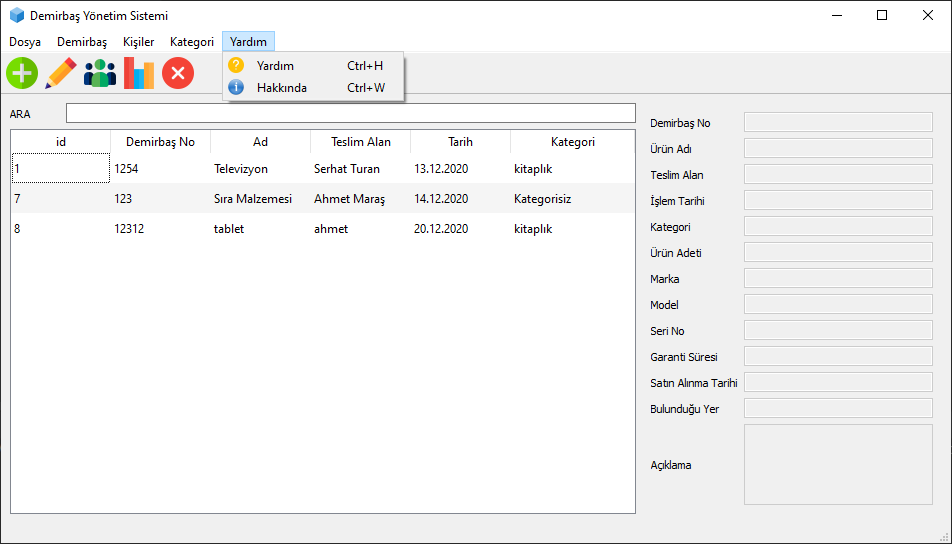 Demirbaş Yönetim Sistemi
Dosya Demirbaş Kişiler Kategori Yardım
Yardım Ctrl+H
Hakkında Ctrl+W
ARA
id Demirbaş No Ad Teslim Alan Tarih Kategori
1 1254 Televizyon Serhat Turan 13.12.2020 kitaplık
7 123 Sıra Malzemesi Ahmet Maraş 14.12.2020 Kategorisiz
8 12312 tablet ahmet 20.12.2020 kitaplık
Demirbaş No
Ürün Adı
Teslim Alan
İşlem Tarihi
Kategori
Ürün Adeti
Marka
Model
Seri No
Garanti Süresi
Satın Alınma Tarihi
Bulunduğu Yer
Açıklama